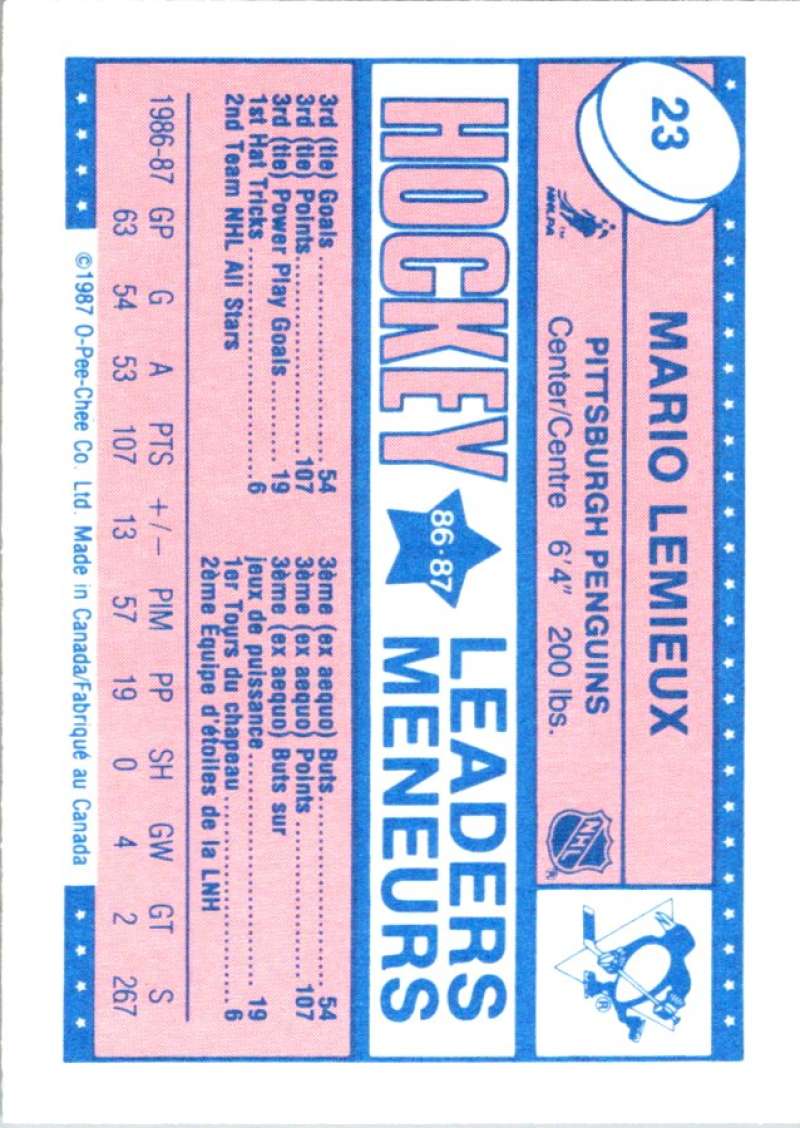 23
MARIO LEMIEUX
NHLPA ™
PITTSBURGH PENGUINS
Center/Centre 6'4" 200 lbs.
NHL ®
®
HOCKEY
86·87
LEADERS
MENEURS
3rd (tie) Goals....................54
3rd (tie) Points....................107
3rd (tie) Power Play Goals..........19
1st Hat Tricks....................6
2nd Team NHL All Stars
3ème (ex aequo) Buts....................54
3ème (ex aequo) Points....................107
3ème (ex aequo) Buts sur
jeux de puissance....................19
1er Tours du chapeau....................6
2ème Équipe d'étoiles de la LNH
1986-87 GP G A PTS +/– PIM PP SH GW GT S
63 54 53 107 13 57 19 0 4 2 267
©1987 O-Pee-Chee Co. Ltd. Made in Canada/Fabriqué au Canada